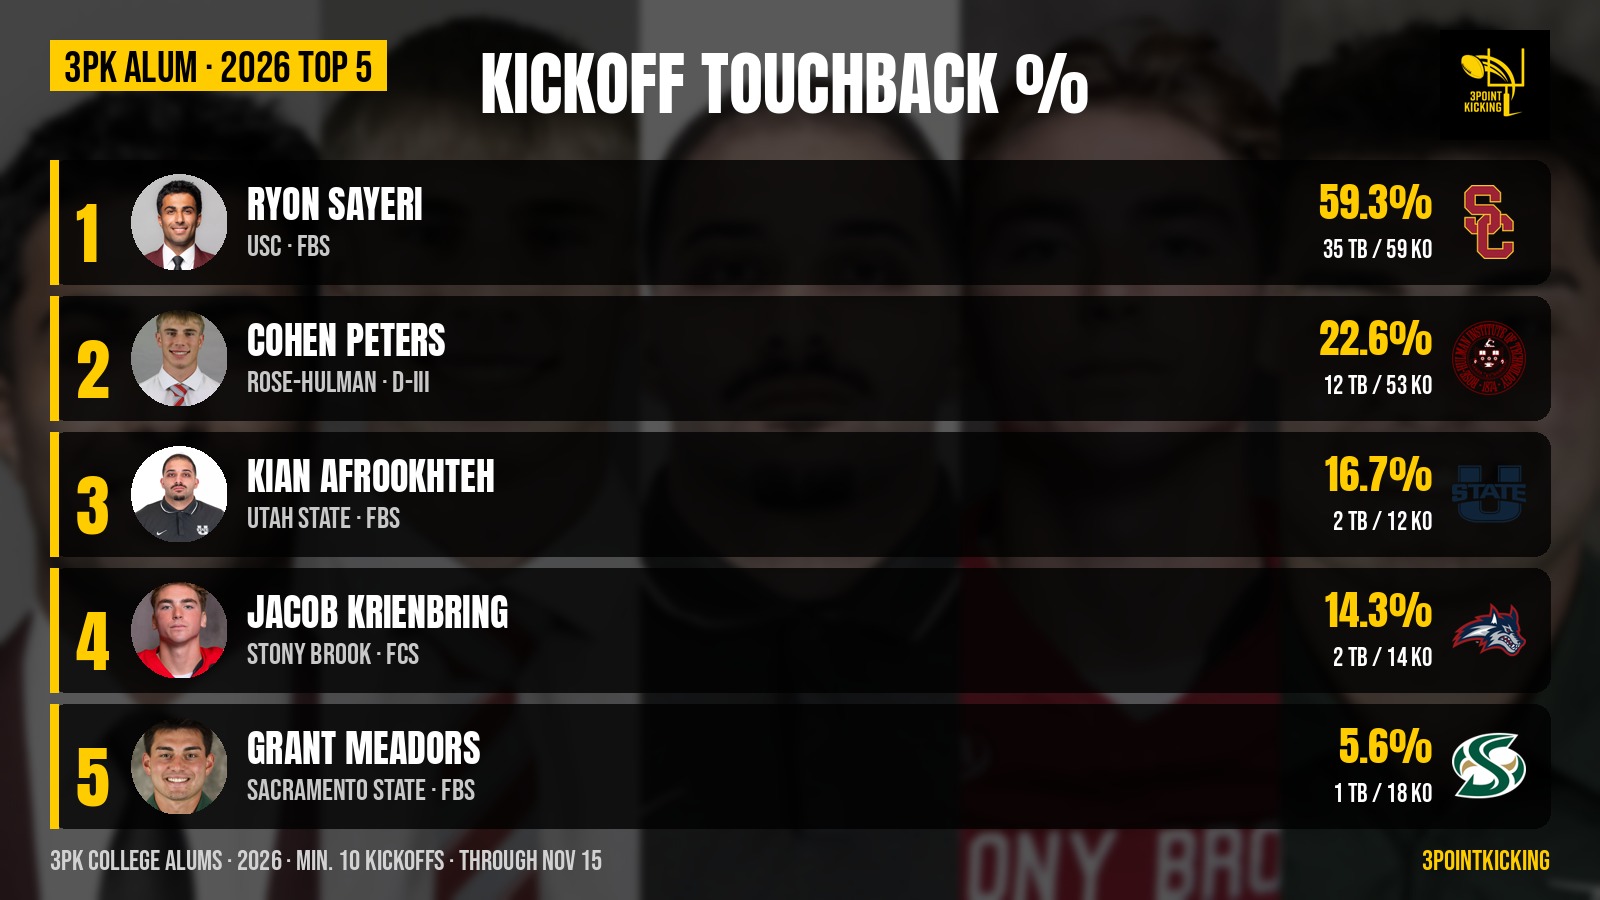 3PK ALUM · 2026 TOP 5
KICKOFF TOUCHBACK %
3POINT
KICKING
1
RYON SAYERI
USC · FBS
59.3%
35 TB / 59 KO
SC
2
COHEN PETERS
ROSE-HULMAN · D-III
22.6%
12 TB / 53 KO
3
KIAN AFROOKHTEH
UTAH STATE · FBS
16.7%
2 TB / 12 KO
U
STATE
4
JACOB KRIENBRING
STONY BROOK · FCS
14.3%
2 TB / 14 KO
5
GRANT MEADORS
SACRAMENTO STATE · FBS
5.6%
1 TB / 18 KO
S
ONY BRO
3PK COLLEGE ALUMS · 2026 · MIN. 10 KICKOFFS · THROUGH NOV 15
3POINTKICKING